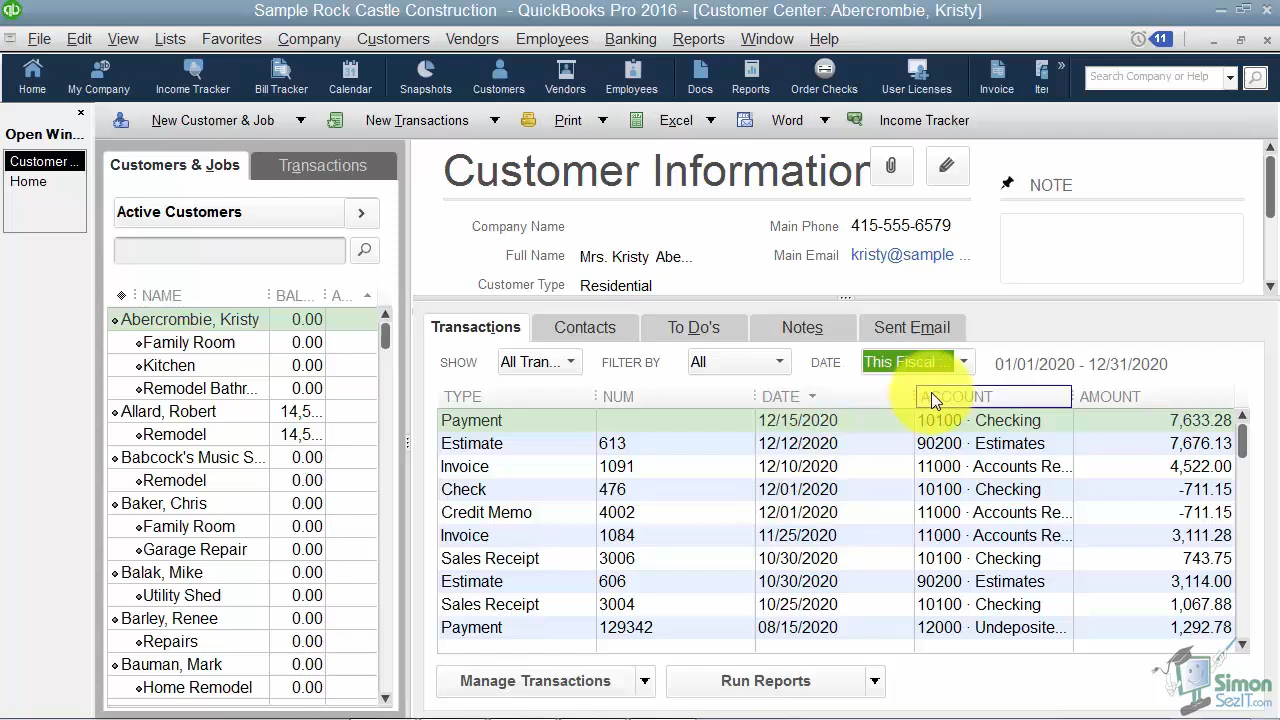 Sample Rock Castle Construction - QuickBooks Pro 2016 - [Customer Center: Abercrombie, Kristy]
File Edit View Lists Favorites Company Customers Vendors Employees Banking Reports Window Help 11
Home My Company Income Tracker Bill Tracker Calendar Snapshots Customers Vendors Employees Docs Reports Order Checks User Licenses Invoice Iter » Search Company or Help
New Customer & Job New Transactions Print Excel Word Income Tracker
Open Win...
Customer ...
Home
Customers & Jobs Transactions
Active Customers
NAME BAL... A...
Abercrombie, Kristy 0.00
Family Room 0.00
Kitchen 0.00
Remodel Bathr... 0.00
Allard, Robert 14,5...
Remodel 14,5...
Babcock's Music S... 0.00
Remodel 0.00
Baker, Chris 0.00
Family Room 0.00
Garage Repair 0.00
Balak, Mike 0.00
Utility Shed 0.00
Barley, Renee 0.00
Repairs 0.00
Bauman, Mark 0.00
Home Remodel 0.00
Customer Information
Company Name
Full Name Mrs. Kristy Abe...
Customer Type Residential
Main Phone 415-555-6579
Main Email kristy@sample ...
NOTE
Transactions Contacts To Do's Notes Sent Email
SHOW All Tran... FILTER BY All DATE This Fiscal ... 01/01/2020 - 12/31/2020
TYPE NUM DATE ACCOUNT AMOUNT
Payment 12/15/2020 10100 · Checking 7,633.28
Estimate 613 12/12/2020 90200 · Estimates 7,676.13
Invoice 1091 12/10/2020 11000 · Accounts Re... 4,522.00
Check 476 12/01/2020 10100 · Checking -711.15
Credit Memo 4002 12/01/2020 11000 · Accounts Re... -711.15
Invoice 1084 11/25/2020 11000 · Accounts Re... 3,111.28
Sales Receipt 3006 10/30/2020 10100 · Checking 743.75
Estimate 606 10/30/2020 90200 · Estimates 3,114.00
Sales Receipt 3004 10/25/2020 10100 · Checking 1,067.88
Payment 129342 08/15/2020 12000 · Undeposite... 1,292.78
Manage Transactions Run Reports
Simon
SezIT.com